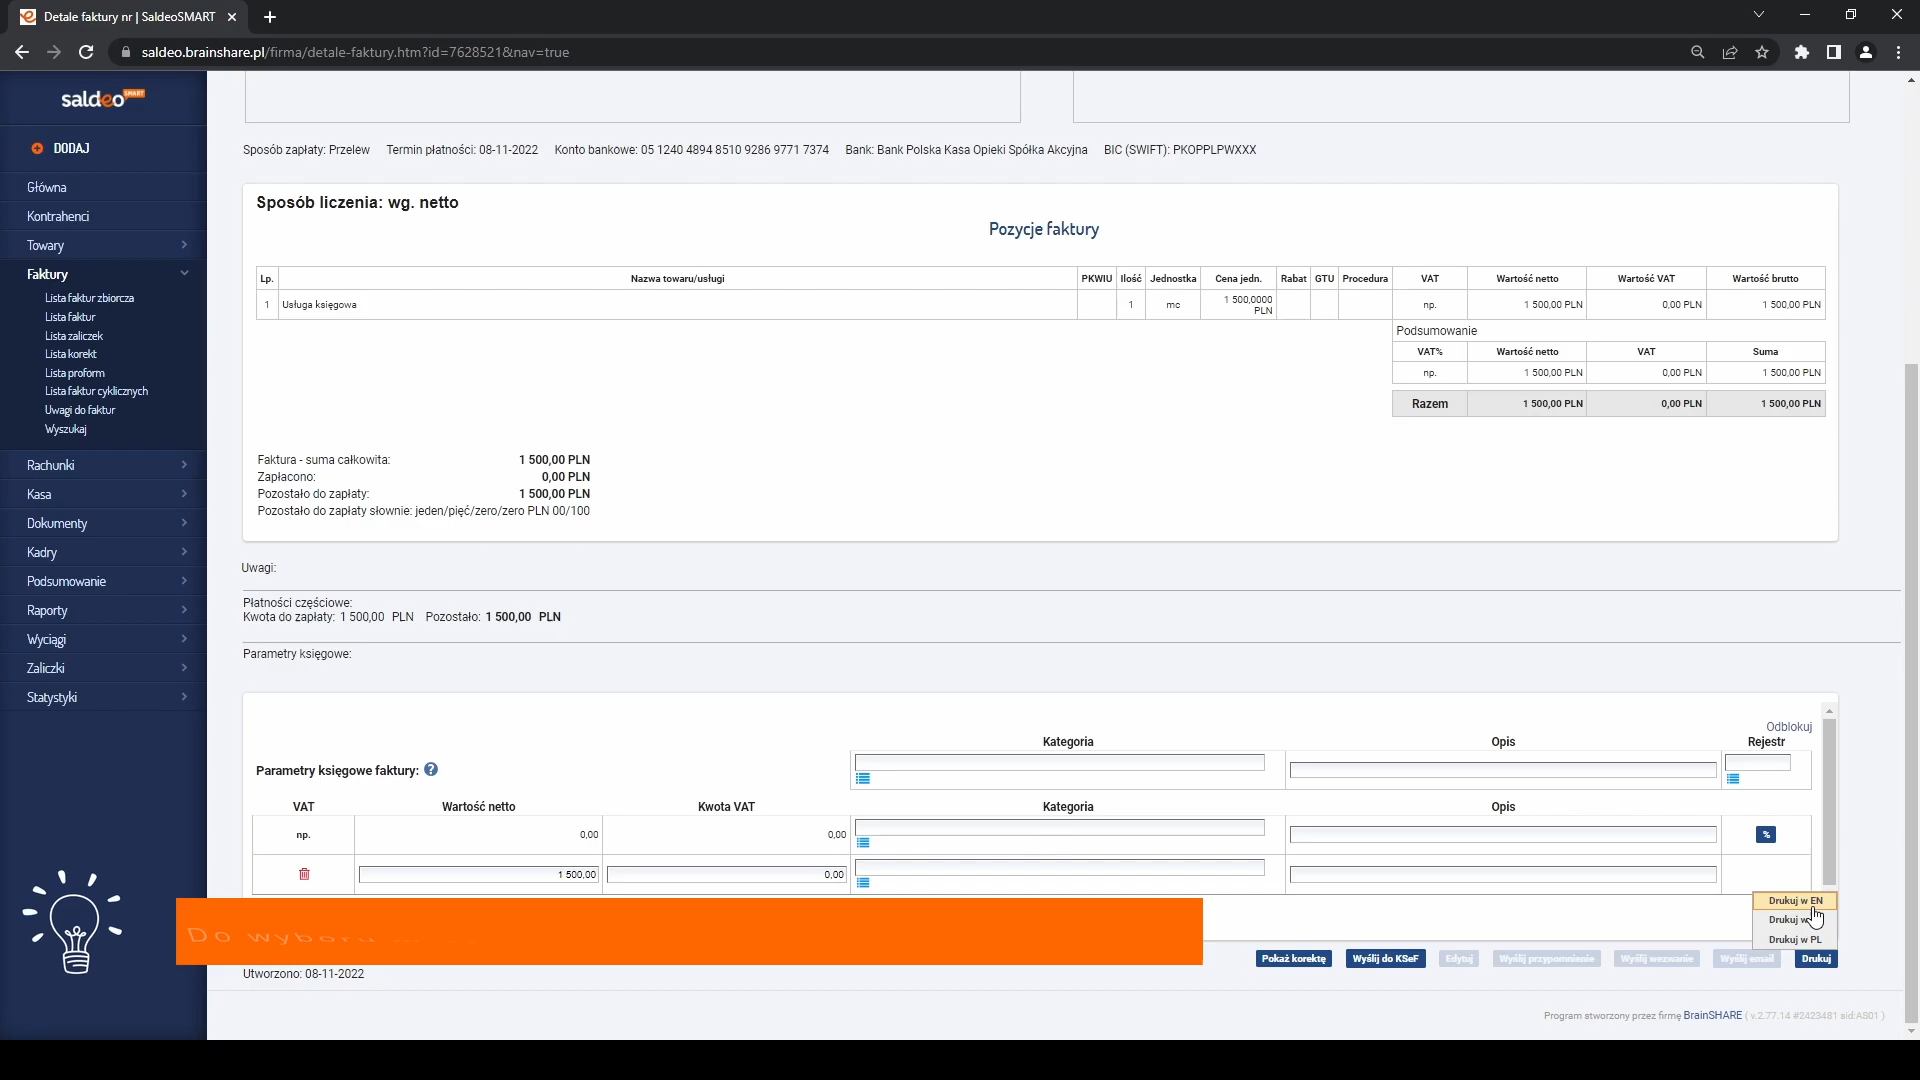 Detale faktury nr | SaldeoSMART
saldeo.brainshare.pl/firma/detale-faktury.htm?id=7628521&nav=true
saldeo SMART
DODAJ
Główna
Kontrahenci
Towary
Faktury
Lista faktur zbiorcza
Lista faktur
Lista zaliczek
Lista korekt
Lista proform
Lista faktur cyklicznych
Uwagi do faktur
Wyszukaj
Rachunki
Kasa
Dokumenty
Kadry
Podsumowanie
Raporty
Wyciągi
Zaliczki
Statystyki
Sposób zapłaty: Przelew Termin płatności: 08-11-2022 Konto bankowe: 05 1240 4894 8510 9286 9771 7374 Bank: Bank Polska Kasa Opieki Spółka Akcyjna BIC (SWIFT): PKOPPLPWXXX
Sposób liczenia: wg. netto
Pozycje faktury
Lp. Nazwa towaru/usługi PKWIU Ilość Jednostka Cena jedn. Rabat GTU Procedura VAT Wartość netto Wartość VAT Wartość brutto
1 Usługa księgowa 1 mc 1 500,0000 PLN np. 1 500,00 PLN 0,00 PLN 1 500,00 PLN
Podsumowanie
VAT% Wartość netto VAT Suma
np. 1 500,00 PLN 0,00 PLN 1 500,00 PLN
Razem 1 500,00 PLN 0,00 PLN 1 500,00 PLN
Faktura - suma całkowita: 1 500,00 PLN
Zapłacono: 0,00 PLN
Pozostało do zapłaty: 1 500,00 PLN
Pozostało do zapłaty słownie: jeden/pięć/zero/zero PLN 00/100
Uwagi:
Płatności częściowe:
Kwota do zapłaty: 1 500,00 PLN Pozostało: 1 500,00 PLN
Parametry księgowe:
Odblokuj
Kategoria Opis Rejestr
Parametry księgowe faktury: ?
VAT Wartość netto Kwota VAT Kategoria Opis
np. 0,00 0,00 %
1 500,00 0,00
Drukuj w EN
Drukuj w
Drukuj w PL
Do wyboru
Pokaż korektę Wyślij do KSeF Edytuj Wyślij przypomnienie Wyślij wezwanie Wyślij email Drukuj
Utworzono: 08-11-2022
Program stworzony przez firmę BrainSHARE ( v.2.77.14 #2423481 sid:AS01 )